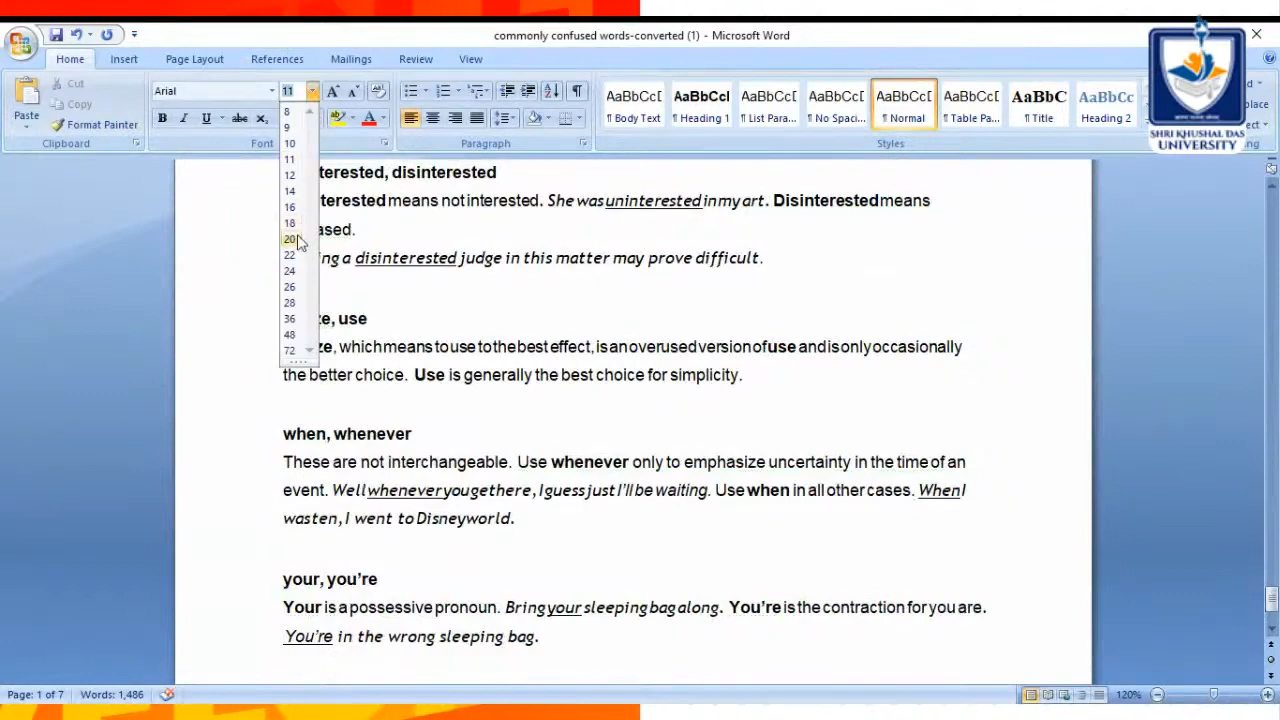 commonly confused words-converted (1) - Microsoft Word
Home Insert Page Layout References Mailings Review View
Paste
Cut
Copy
Format Painter
Clipboard
Arial
11
B I U abc x₂
Font
Paragraph
AaBbCcD AaBbCcI AaBbCcD AaBbCcD AaBbCcD AaBbCcD AaBbC AaBbCc
¶ Body Text ¶ Heading 1 ¶ List Para... ¶ No Spaci... ¶ Normal ¶ Table Pa... ¶ Title ¶ Heading 2
Styles
SHRI KHUSHAL DAS
UNIVERSITY
8
9
10
11
12
14
16
18
20
22
24
26
28
36
48
72
terested, disinterested
terested means not interested. She was uninterested in my art. Disinterested means
ased.
ng a disinterested judge in this matter may prove difficult.
e, use
ze, which means to use to the best effect, is an overused version of use and is only occasionally
the better choice. Use is generally the best choice for simplicity.
when, whenever
These are not interchangeable. Use whenever only to emphasize uncertainty in the time of an
event. Well whenever you get here, I guess just I'll be waiting. Use when in all other cases. When I
was ten, I went to Disneyworld.
your, you're
Your is a possessive pronoun. Bring your sleeping bag along. You're is the contraction for you are.
You're in the wrong sleeping bag.
Page: 1 of 7 Words: 1,486
120%